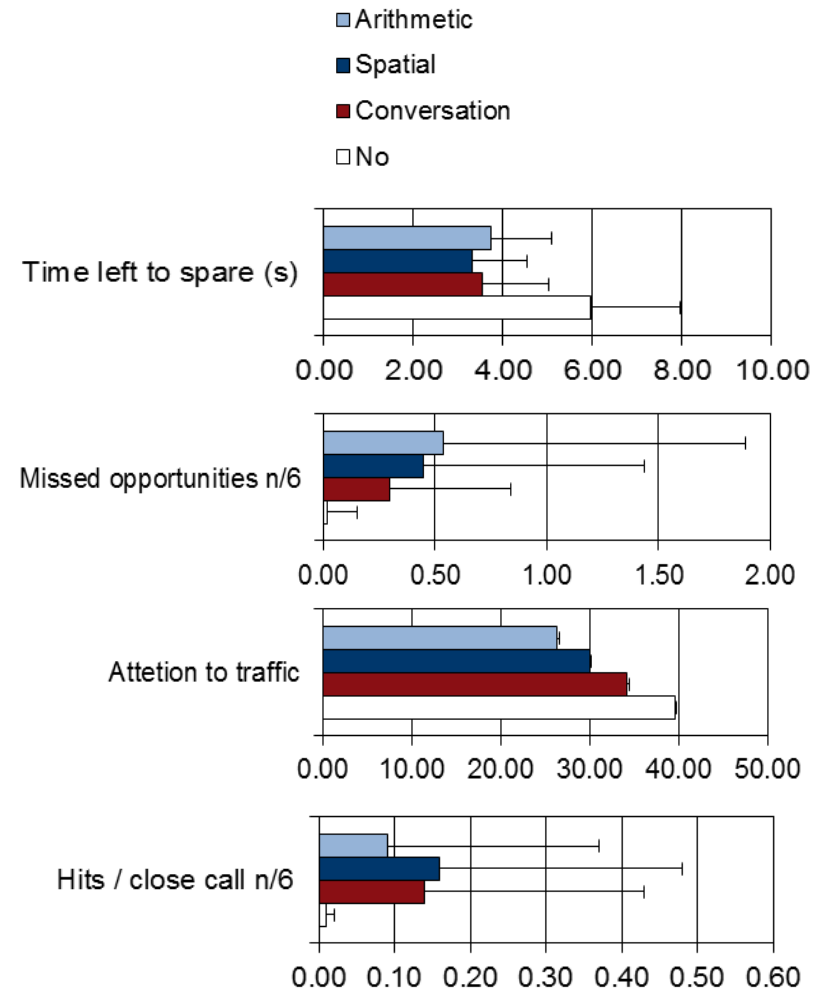 Arithmetic
Spatial
Conversation
No
Time left to spare (s)
0.00 2.00 4.00 6.00 8.00 10.00
Missed opportunities n/6
0.00 0.50 1.00 1.50 2.00
Attetion to traffic
0.00 10.00 20.00 30.00 40.00 50.00
Hits / close call n/6
0.00 0.10 0.20 0.30 0.40 0.50 0.60